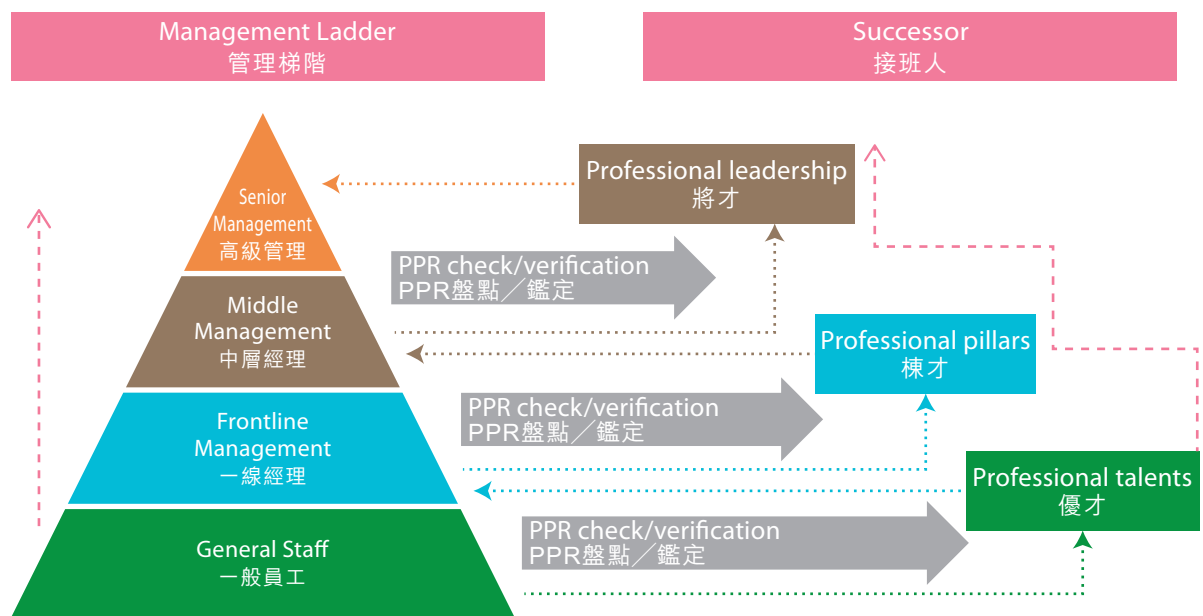 Management Ladder
管理梯階
Successor
接班人
Professional leadership
將才
Senior
Management
高級管理
PPR check/verification
PPR盤點／鑑定
Middle
Management
中層經理
Professional pillars
棟才
PPR check/verification
PPR盤點／鑑定
Frontline
Management
一線經理
Professional talents
優才
PPR check/verification
PPR盤點／鑑定
General Staff
一般員工